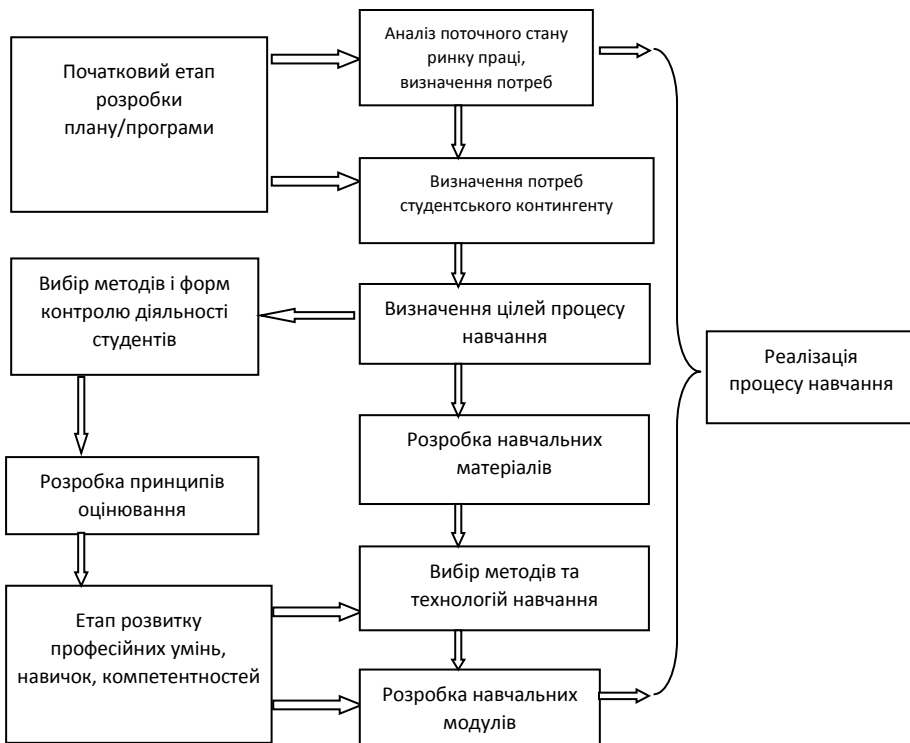 Початковий етап
розробки
плану/програми
Аналіз поточного стану
ринку праці,
визначення потреб
Визначення потреб
студентського контингенту
Вибір методів і форм
контролю діяльності
студентів
Визначення цілей процесу
навчання
Реалізація
процесу навчання
Розробка навчальних
матеріалів
Розробка принципів
оцінювання
Вибір методів та
технологій навчання
Етап розвитку
професійних умінь,
навичок, компетентностей
Розробка навчальних
модулів